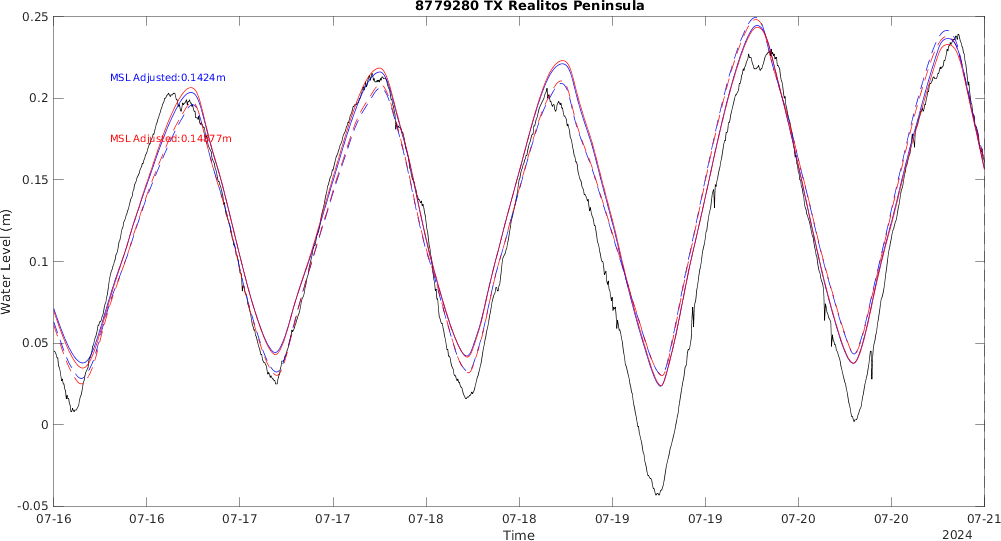 8779280 TX Realitos Peninsula
0.25
0.2
0.15
0.1
0.05
0
-0.05
Water Level (m)
MSL Adjusted:0.1424m
MSL Adjusted:0.14877m
07-16 07-16 07-17 07-17 07-18 07-18 07-19 07-19 07-20 07-20 07-21
Time
2024